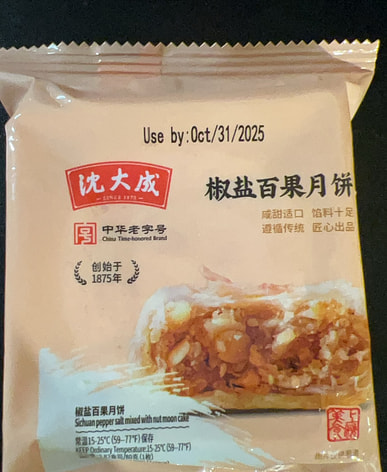 Use by:Oct/31/2025
沈大成
SINCE 1875
椒盐百果月饼
咸甜适口 馅料十足
遵循传统 匠心出品
中华老字号
China Time-honored Brand
创始于
1875年
椒盐百果月饼
Sichuan pepper salt mixed with nut moon cake
常温15-25℃ (59-77℉) 保存
KEEP Ordinary Temperature:15-25℃ (59-77℉)